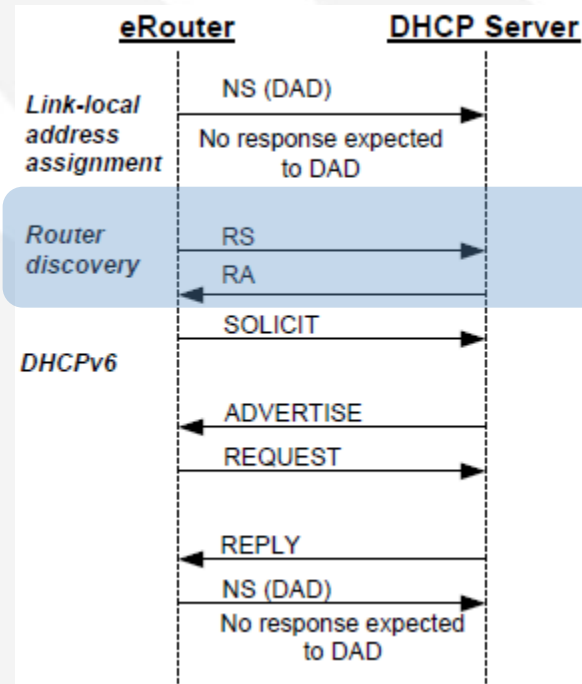 eRouter DHCP Server
NS (DAD)
Link-local
address
assignment
No response expected
to DAD
Router
discovery
RS
RA
SOLICIT
DHCPv6
ADVERTISE
REQUEST
REPLY
NS (DAD)
No response expected
to DAD